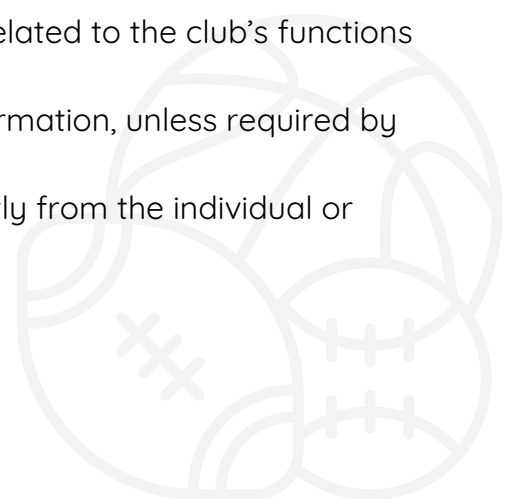 elated to the club’s functions
rmation, unless required by
ly from the individual or